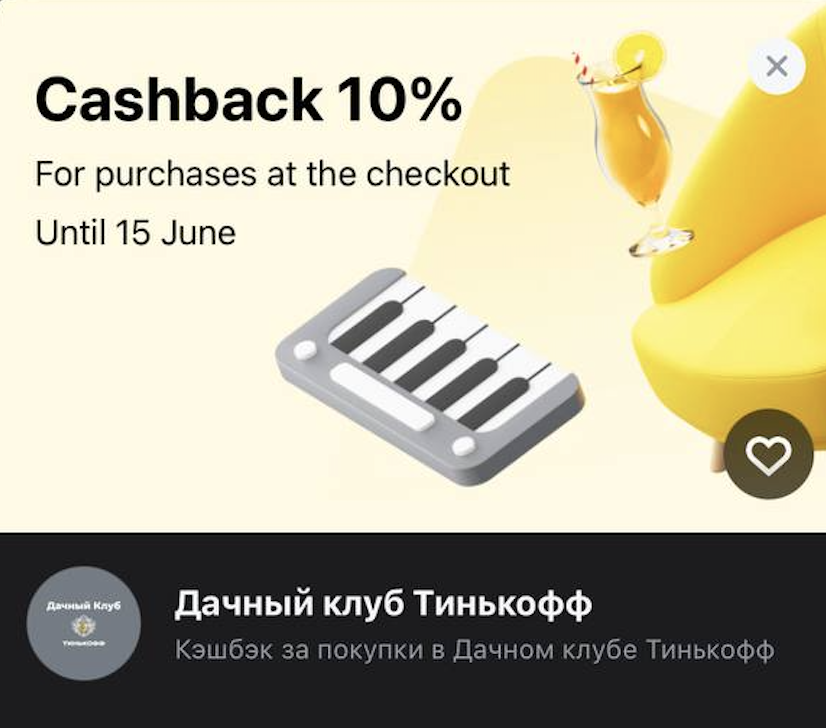 Cashback 10%
For purchases at the checkout
Until 15 June
Дачный Клуб
ТИНЬКОФФ
Дачный клуб Тинькофф
Кэшбэк за покупки в Дачном клубе Тинькофф